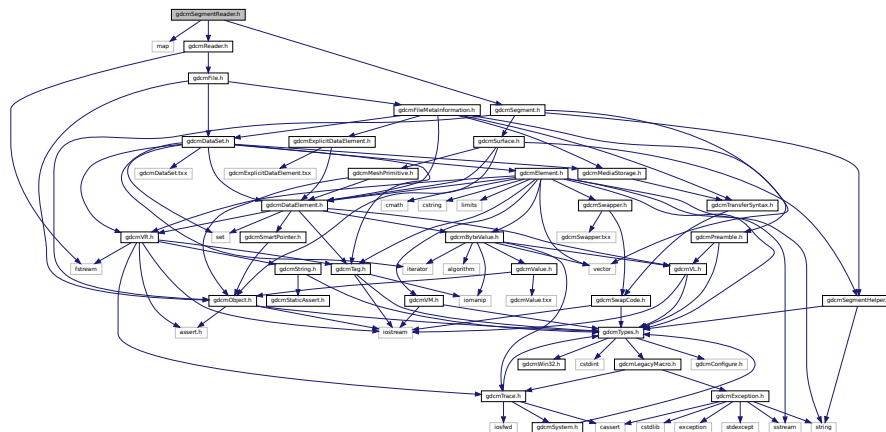 gdcmSegmentReader.h
map
gdcmReader.h
gdcmFile.h
gdcmFileMetaInformation.h
gdcmSegment.h
gdcmDataSet.h
gdcmExplicitDataElement.h
gdcmSurface.h
gdcmDataSet.txx
gdcmExplicitDataElement.txx
gdcmMeshPrimitive.h
gdcmElement.h
gdcmMediaStorage.h
gdcmDataElement.h
cmath
cstring
limits
gdcmSwapper.h
gdcmTransferSyntax.h
gdcmVR.h
set
gdcmSmartPointer.h
gdcmByteValue.h
gdcmSwapper.txx
gdcmPreamble.h
fstream
gdcmString.h
gdcmTag.h
iterator
algorithm
gdcmValue.h
vector
gdcmVL.h
gdcmObject.h
gdcmStaticAssert.h
gdcmVM.h
iomanip
gdcmValue.txx
gdcmSwapCode.h
gdcmSegmentHelper.
assert.h
iostream
gdcmTypes.h
gdcmWin32.h
cstdint
gdcmLegacyMacro.h
gdcmConfigure.h
gdcmTrace.h
gdcmException.h
iosfwd
gdcmSystem.h
cassert
cstdlib
exception
stdexcept
sstream
string